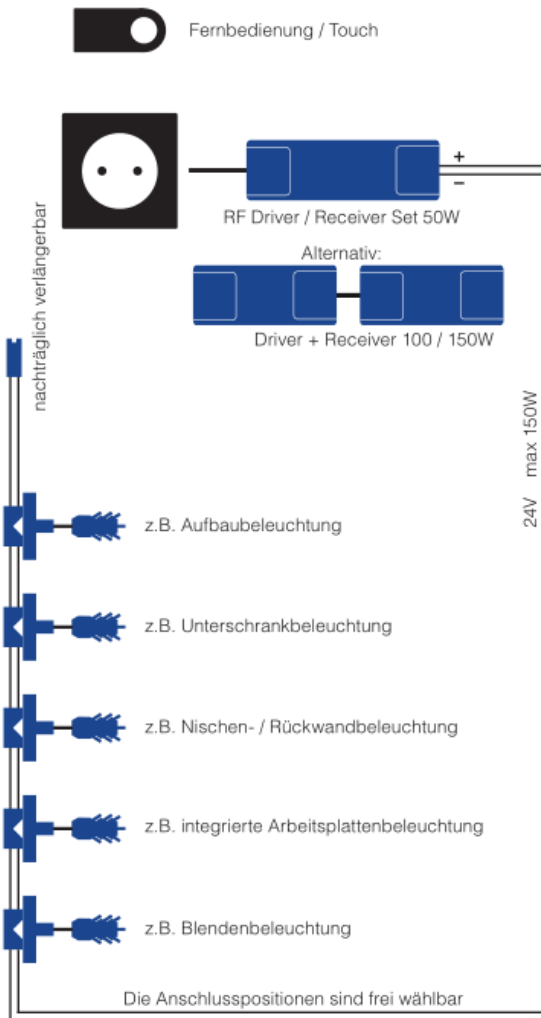 Fernbedienung / Touch
+
−
RF Driver / Receiver Set 50W
Alternativ:
Driver + Receiver 100 / 150W
nachträglich verlängerbar
24V max 150W
z.B. Aufbaubeleuchtung
z.B. Unterschrankbeleuchtung
z.B. Nischen- / Rückwandbeleuchtung
z.B. integrierte Arbeitsplattenbeleuchtung
z.B. Blendenbeleuchtung
Die Anschlusspositionen sind frei wählbar